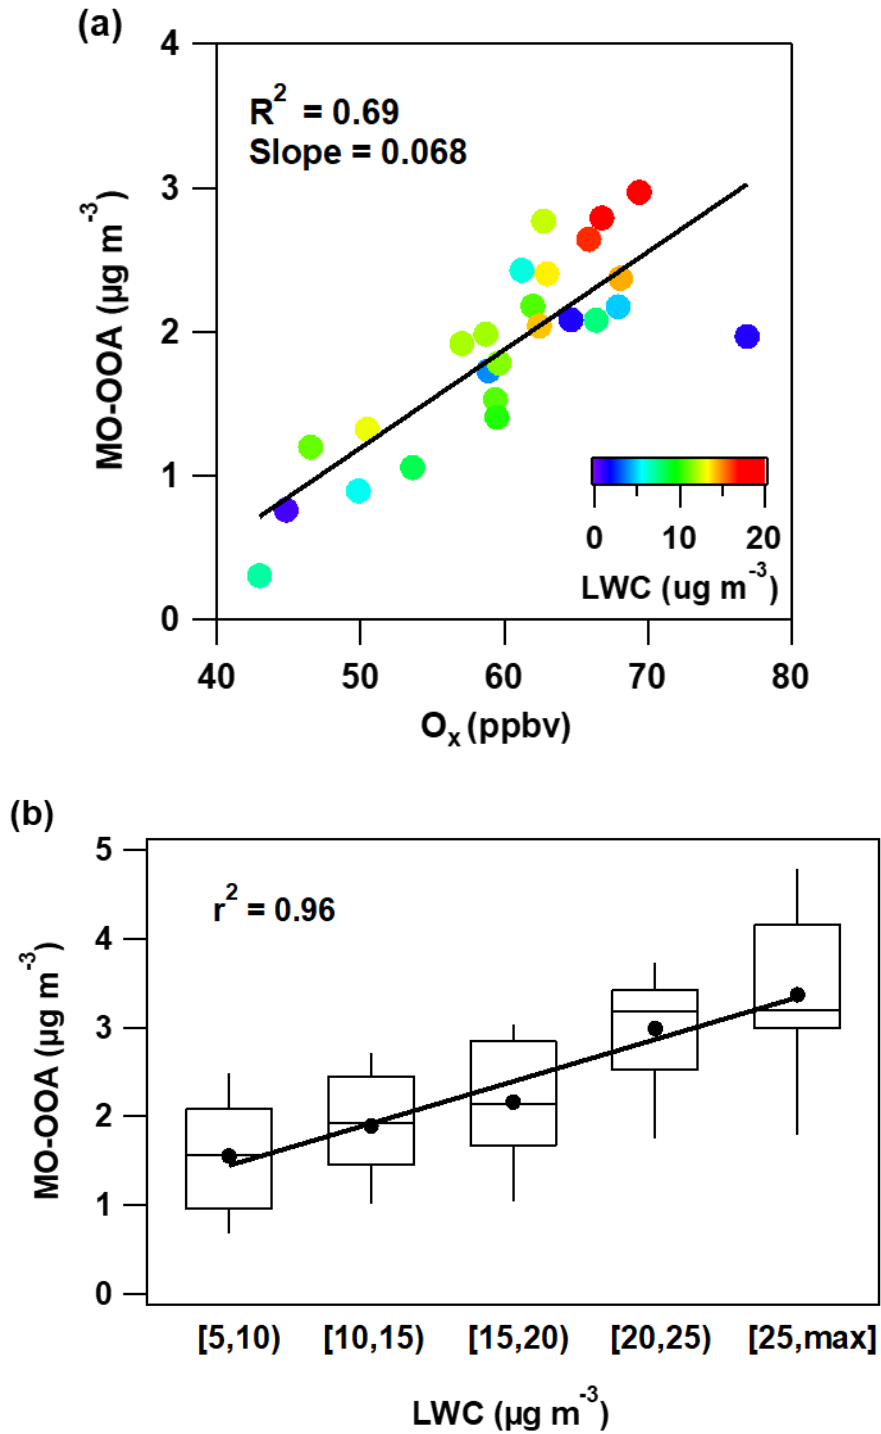 (a)
4
R² = 0.69
Slope = 0.068
3
2
1
0
MO-OOA (µg m⁻³)
0 10 20
LWC (ug m⁻³)
40 50 60 70 80
Oₓ (ppbv)
(b)
5
r² = 0.96
4
3
2
1
0
MO-OOA (µg m⁻³)
[5,10) [10,15) [15,20) [20,25) [25,max]
LWC (µg m⁻³)